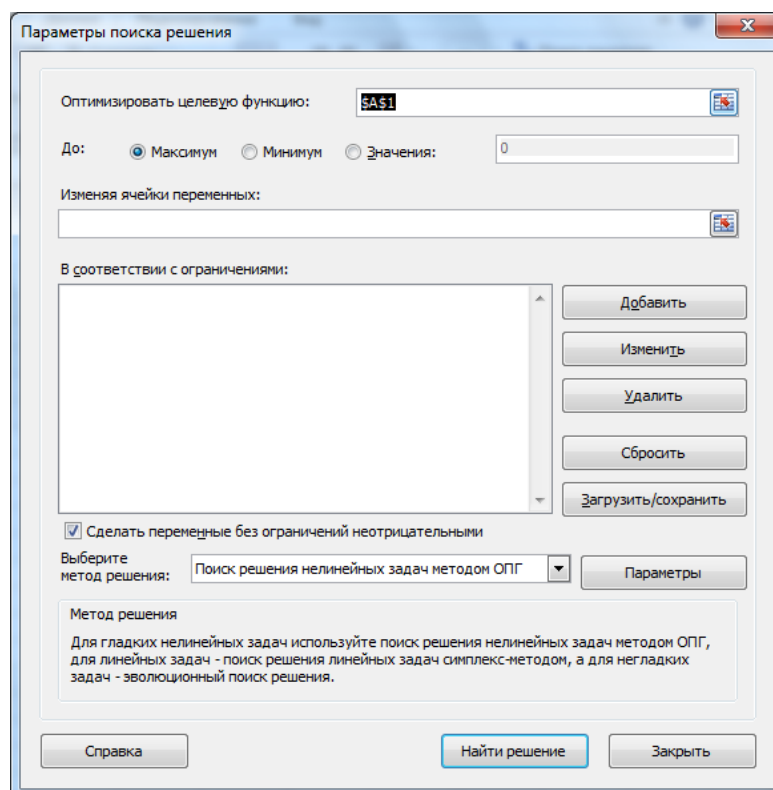 Параметры поиска решения
Оптимизировать целевую функцию:
$A$1
До:
Максимум
Минимум
Значения:
0
Изменяя ячейки переменных:
В соответствии с ограничениями:
Добавить
Изменить
Удалить
Сбросить
Загрузить/сохранить
Сделать переменные без ограничений неотрицательными
Выберите
метод решения:
Поиск решения нелинейных задач методом ОПГ
Параметры
Метод решения
Для гладких нелинейных задач используйте поиск решения нелинейных задач методом ОПГ,
для линейных задач - поиск решения линейных задач симплекс-методом, а для негладких
задач - эволюционный поиск решения.
Справка
Найти решение
Закрыть